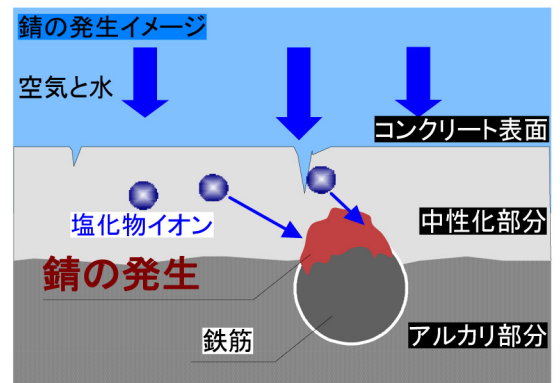 錆の発生イメージ
空気と水
コンクリート表面
塩化物イオン
中性化部分
錆の発生
鉄筋
アルカリ部分